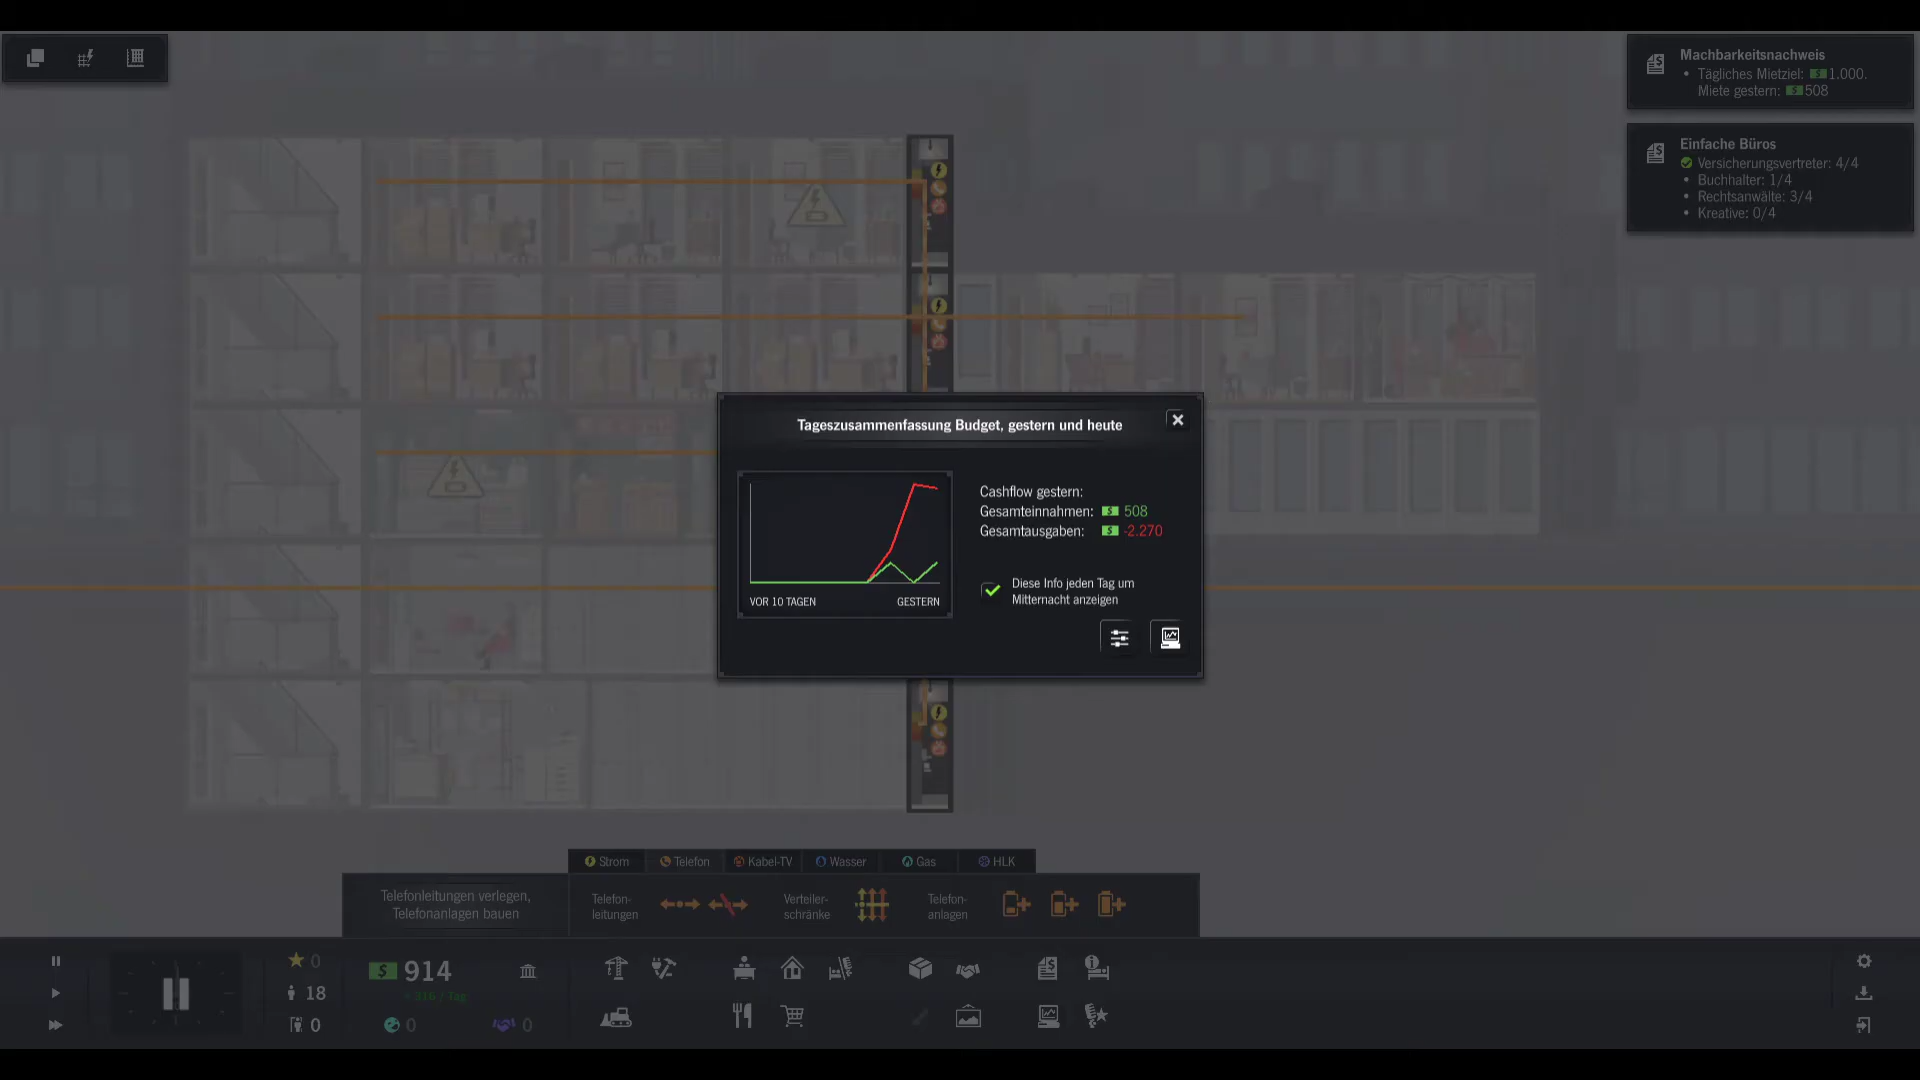 Machbarkeitsnachweis
• Tägliches Mietziel: $ 1.000.
Miete gestern: $ 508
Einfache Büros
Versicherungsvertreter: 4/4
• Buchhalter: 1/4
• Rechtsanwälte: 3/4
• Kreative: 0/4
Tageszusammenfassung Budget, gestern und heute
Cashflow gestern:
Gesamteinnahmen: $ 508
Gesamtausgaben: $ -2.270
VOR 10 TAGEN
GESTERN
Diese Info jeden Tag um
Mitternacht anzeigen
Strom
Telefon
Kabel-TV
Wasser
Gas
HLK
Telefonleitungen verlegen,
Telefonanlagen bauen
Telefon-
leitungen
Verteiler-
schränke
Telefon-
anlagen
0
$ 914
+ 316 / Tag
18
0
0
0